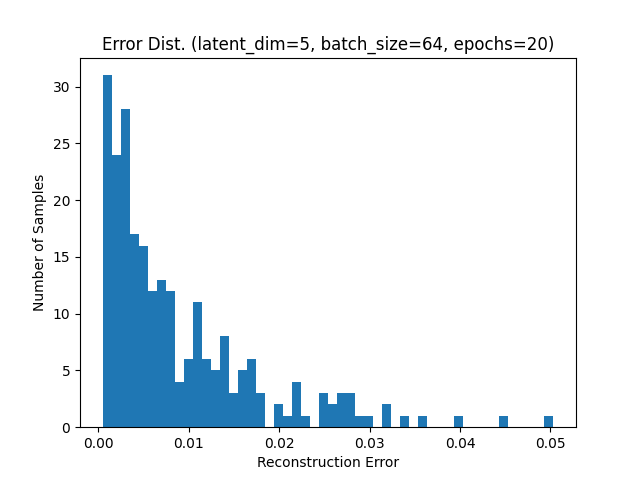 Error Dist. (latent_dim=5, batch_size=64, epochs=20)
Number of Samples
30
25
20
15
10
5
0
0.00 0.01 0.02 0.03 0.04 0.05
Reconstruction Error